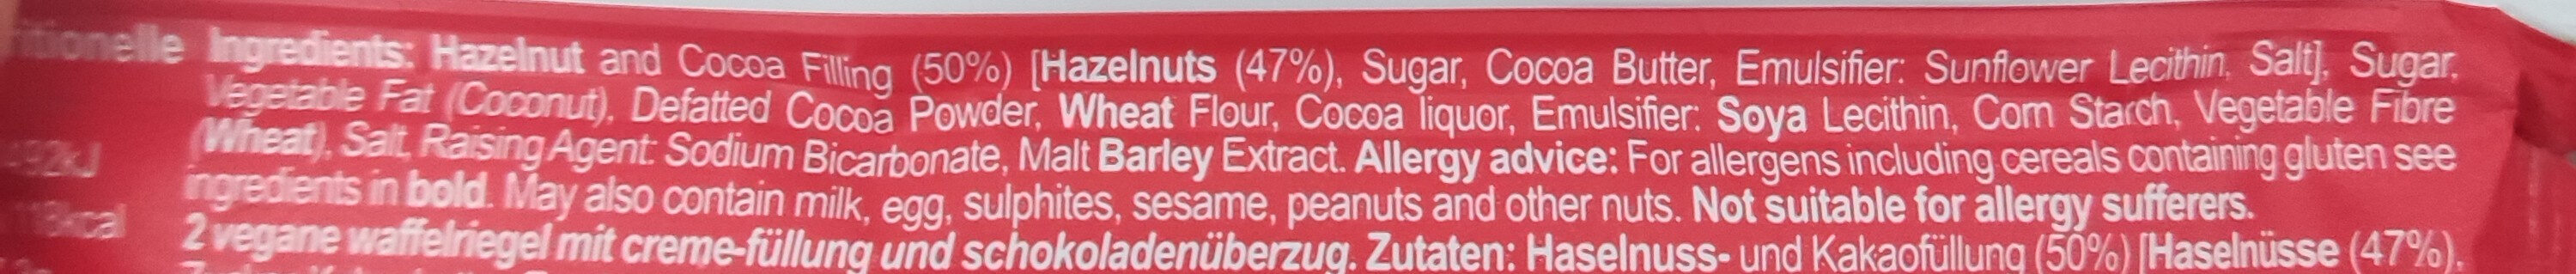 Ingredients: Hazelnut and Cocoa Filling (50%) [Hazelnuts (47%), Sugar, Cocoa Butter, Emulsifier: Sunflower Lecithin, Salt], Sugar,
Vegetable Fat (Coconut), Defatted Cocoa Powder, Wheat Flour, Cocoa liquor, Emulsifier: Soya Lecithin, Corn Starch, Vegetable Fibre
(Wheat), Salt, Raising Agent: Sodium Bicarbonate, Malt Barley Extract. Allergy advice: For allergens including cereals containing gluten see
ingredients in bold. May also contain milk, egg, sulphites, sesame, peanuts and other nuts. Not suitable for allergy sufferers.
2 vegane waffelriegel mit creme-füllung und schokoladenüberzug. Zutaten: Haselnuss- und Kakaofüllung (50%) [Haselnüsse (47%),